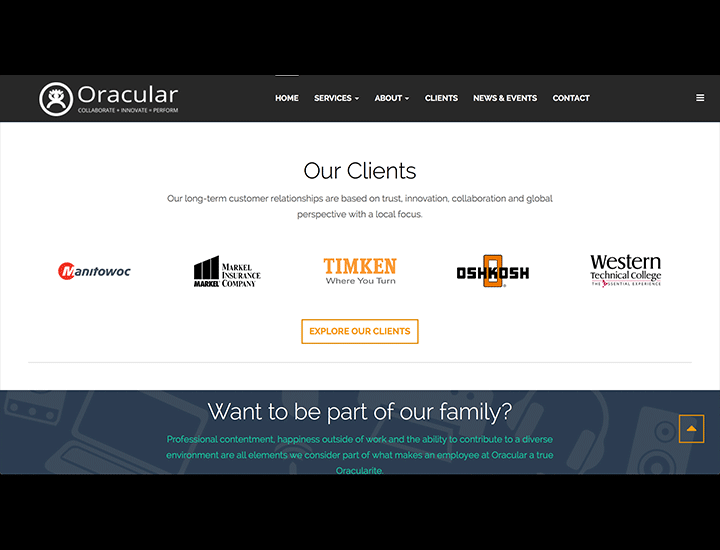 Oracular
COLLABORATE + INNOVATE = PERFORM
HOME SERVICES ABOUT CLIENTS NEWS & EVENTS CONTACT
Our Clients
Our long-term customer relationships are based on trust, innovation, collaboration and global
perspective with a local focus.
Manitowoc
MARKEL
MARKEL
INSURANCE
COMPANY
TIMKEN
Where You Turn
OSHKOSH
Western
Technical College
THE ESSENTIAL EXPERIENCE
EXPLORE OUR CLIENTS
Want to be part of our family?
Professional contentment, happiness outside of work and the ability to contribute to a diverse
environment are all elements we consider part of what makes an employee at Oracular a true
Oracularite.